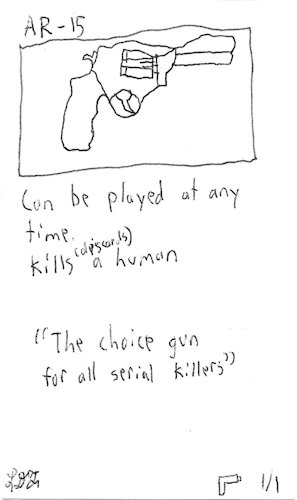 AR-15
Can be played at any
time.
kills (discards) a human
"The choice gun
for all serial killers"
1/1